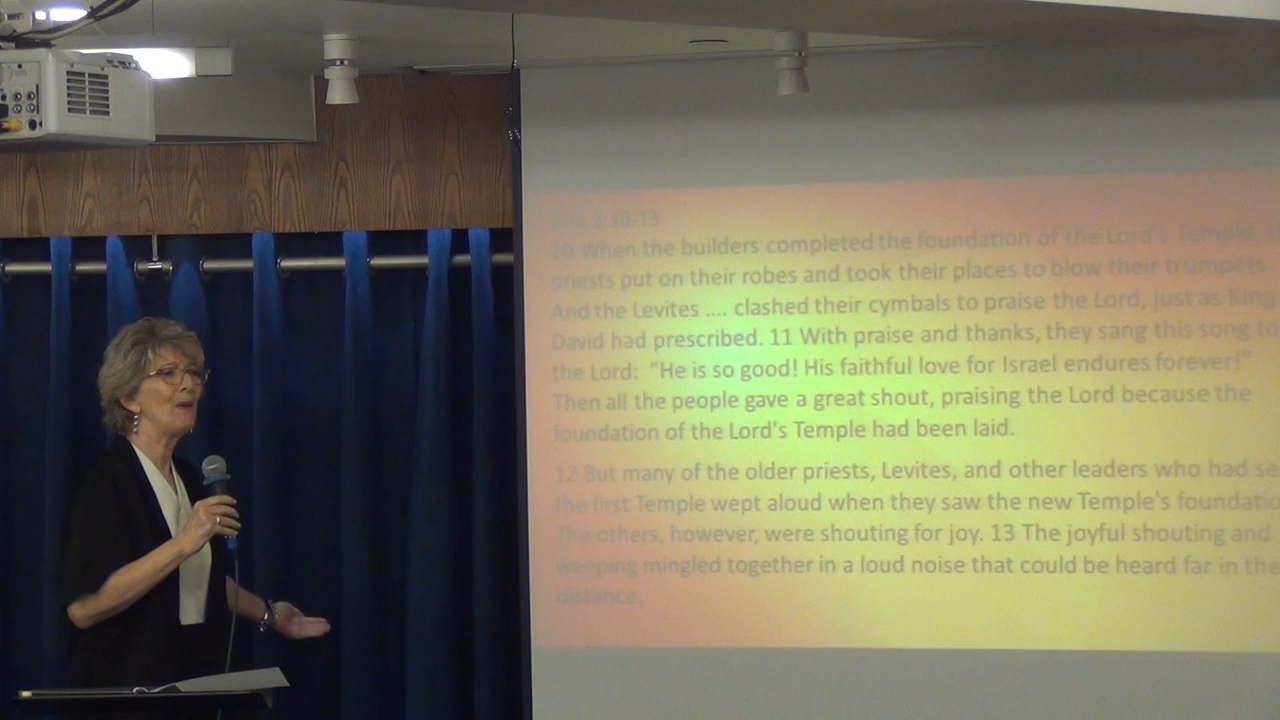 3:10-13
10 When the builders completed the foundation of the Lord's Temple,
priests put on their robes and took their places to blow their trumpets
And the Levites .... clashed their cymbals to praise the Lord, just as King
David had prescribed. 11 With praise and thanks, they sang this song to
the Lord: "He is so good! His faithful love for Israel endures forever!"
Then all the people gave a great shout, praising the Lord because the
foundation of the Lord's Temple had been laid.
12 But many of the older priests, Levites, and other leaders who had se
the first Temple wept aloud when they saw the new Temple's foundatio
The others, however, were shouting for joy. 13 The joyful shouting and
weeping mingled together in a loud noise that could be heard far in the
distance.